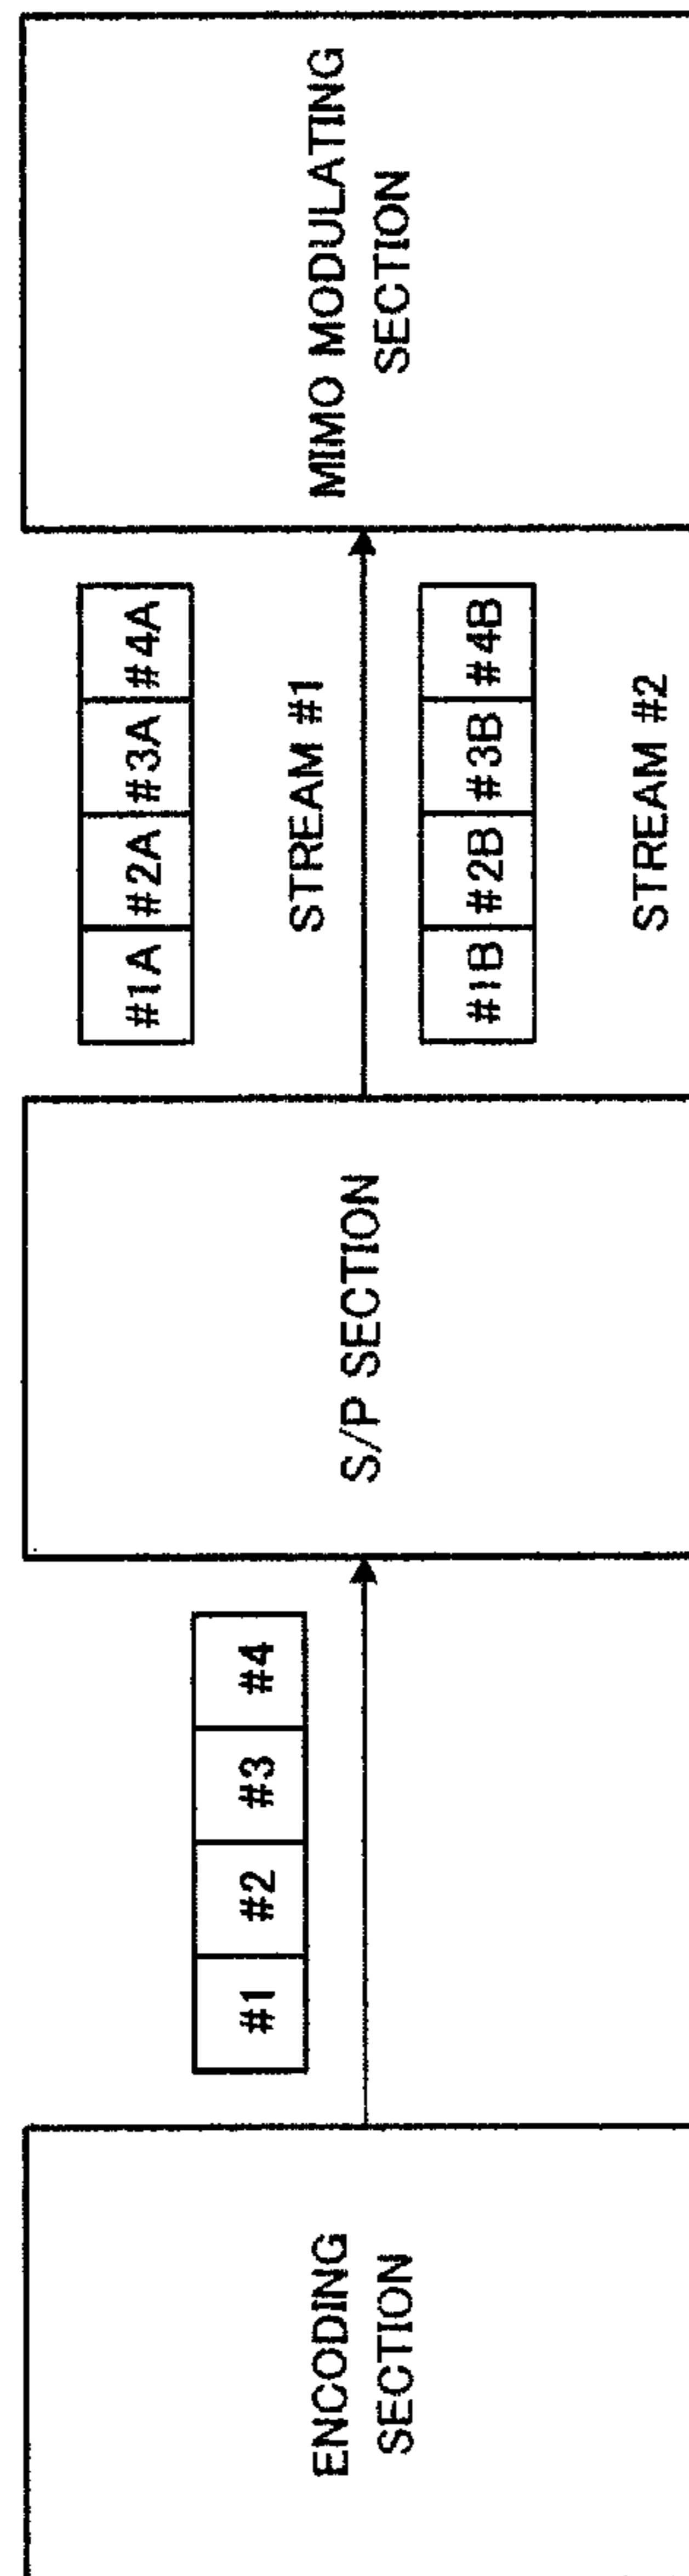 ENCODING
SECTION
#1 #2 #3 #4
S/P SECTION
#1A #2A #3A #4A
STREAM #1
#1B #2B #3B #4B
STREAM #2
MIMO MODULATING
SECTION